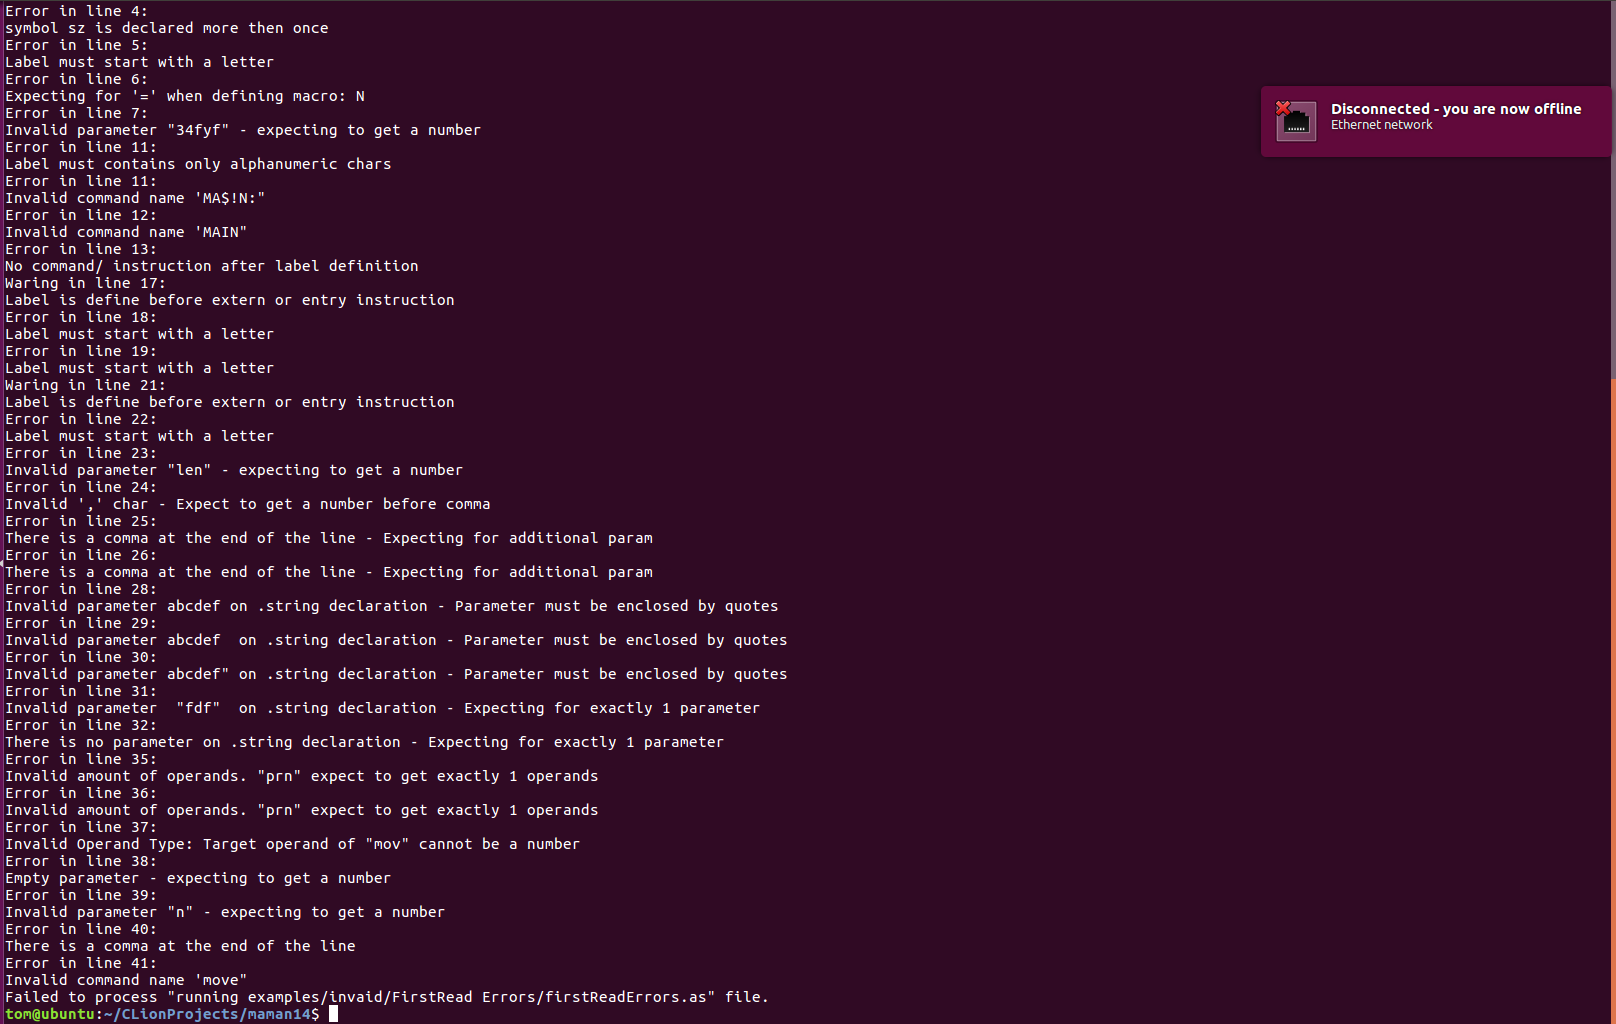 Error in line 4:
symbol sz is declared more then once
Error in line 5:
Label must start with a letter
Error in line 6:
Expecting for '=' when defining macro: N
Error in line 7:
Invalid parameter "34fyf" - expecting to get a number
Error in line 11:
Label must contains only alphanumeric chars
Error in line 11:
Invalid command name 'MA$!N:"
Error in line 12:
Invalid command name 'MAIN"
Error in line 13:
No command/ instruction after label definition
Waring in line 17:
Label is define before extern or entry instruction
Error in line 18:
Label must start with a letter
Error in line 19:
Label must start with a letter
Waring in line 21:
Label is define before extern or entry instruction
Error in line 22:
Label must start with a letter
Error in line 23:
Invalid parameter "len" - expecting to get a number
Error in line 24:
Invalid ',' char - Expect to get a number before comma
Error in line 25:
There is a comma at the end of the line - Expecting for additional param
Error in line 26:
There is a comma at the end of the line - Expecting for additional param
Error in line 28:
Invalid parameter abcdef on .string declaration - Parameter must be enclosed by quotes
Error in line 29:
Invalid parameter abcdef  on .string declaration - Parameter must be enclosed by quotes
Error in line 30:
Invalid parameter abcdef" on .string declaration - Parameter must be enclosed by quotes
Error in line 31:
Invalid parameter  "fdf"  on .string declaration - Expecting for exactly 1 parameter
Error in line 32:
There is no parameter on .string declaration - Expecting for exactly 1 parameter
Error in line 35:
Invalid amount of operands. "prn" expect to get exactly 1 operands
Error in line 36:
Invalid amount of operands. "prn" expect to get exactly 1 operands
Error in line 37:
Invalid Operand Type: Target operand of "mov" cannot be a number
Error in line 38:
Empty parameter - expecting to get a number
Error in line 39:
Invalid parameter "n" - expecting to get a number
Error in line 40:
There is a comma at the end of the line
Error in line 41:
Invalid command name 'move"
Failed to process "running examples/invaid/FirstRead Errors/firstReadErrors.as" file.
tom@ubuntu:~/CLionProjects/maman14$
Disconnected - you are now offline
Ethernet network